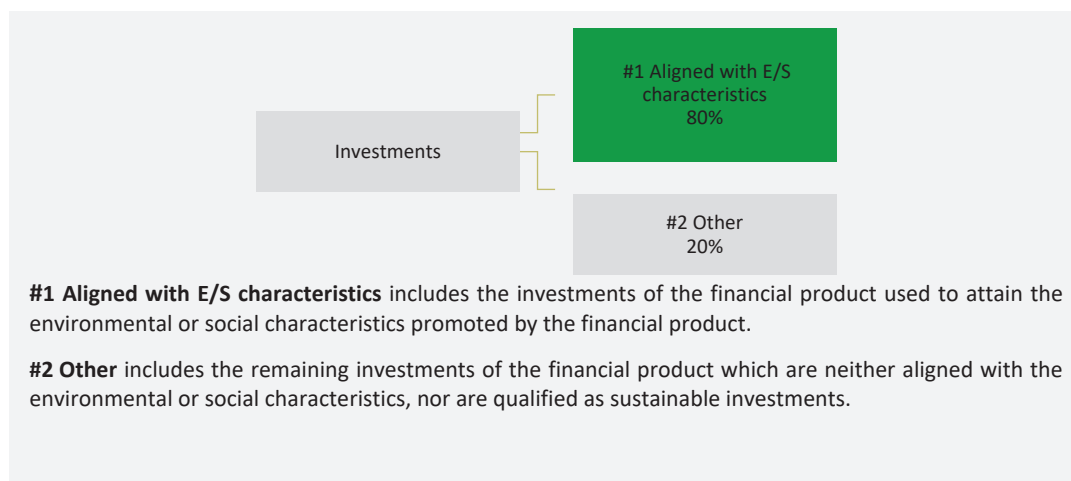 #1 Aligned with E/S
characteristics
80%
Investments
#2 Other
20%
#1 Aligned with E/S characteristics includes the investments of the financial product used to attain the
environmental or social characteristics promoted by the financial product.
#2 Other includes the remaining investments of the financial product which are neither aligned with the
environmental or social characteristics, nor are qualified as sustainable investments.